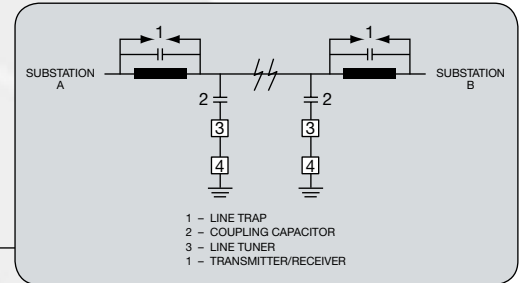 1 1
SUBSTATION A
SUBSTATION B
2 2
3 3
4 4
1 – LINE TRAP
2 – COUPLING CAPACITOR
3 – LINE TUNER
1 – TRANSMITTER/RECEIVER